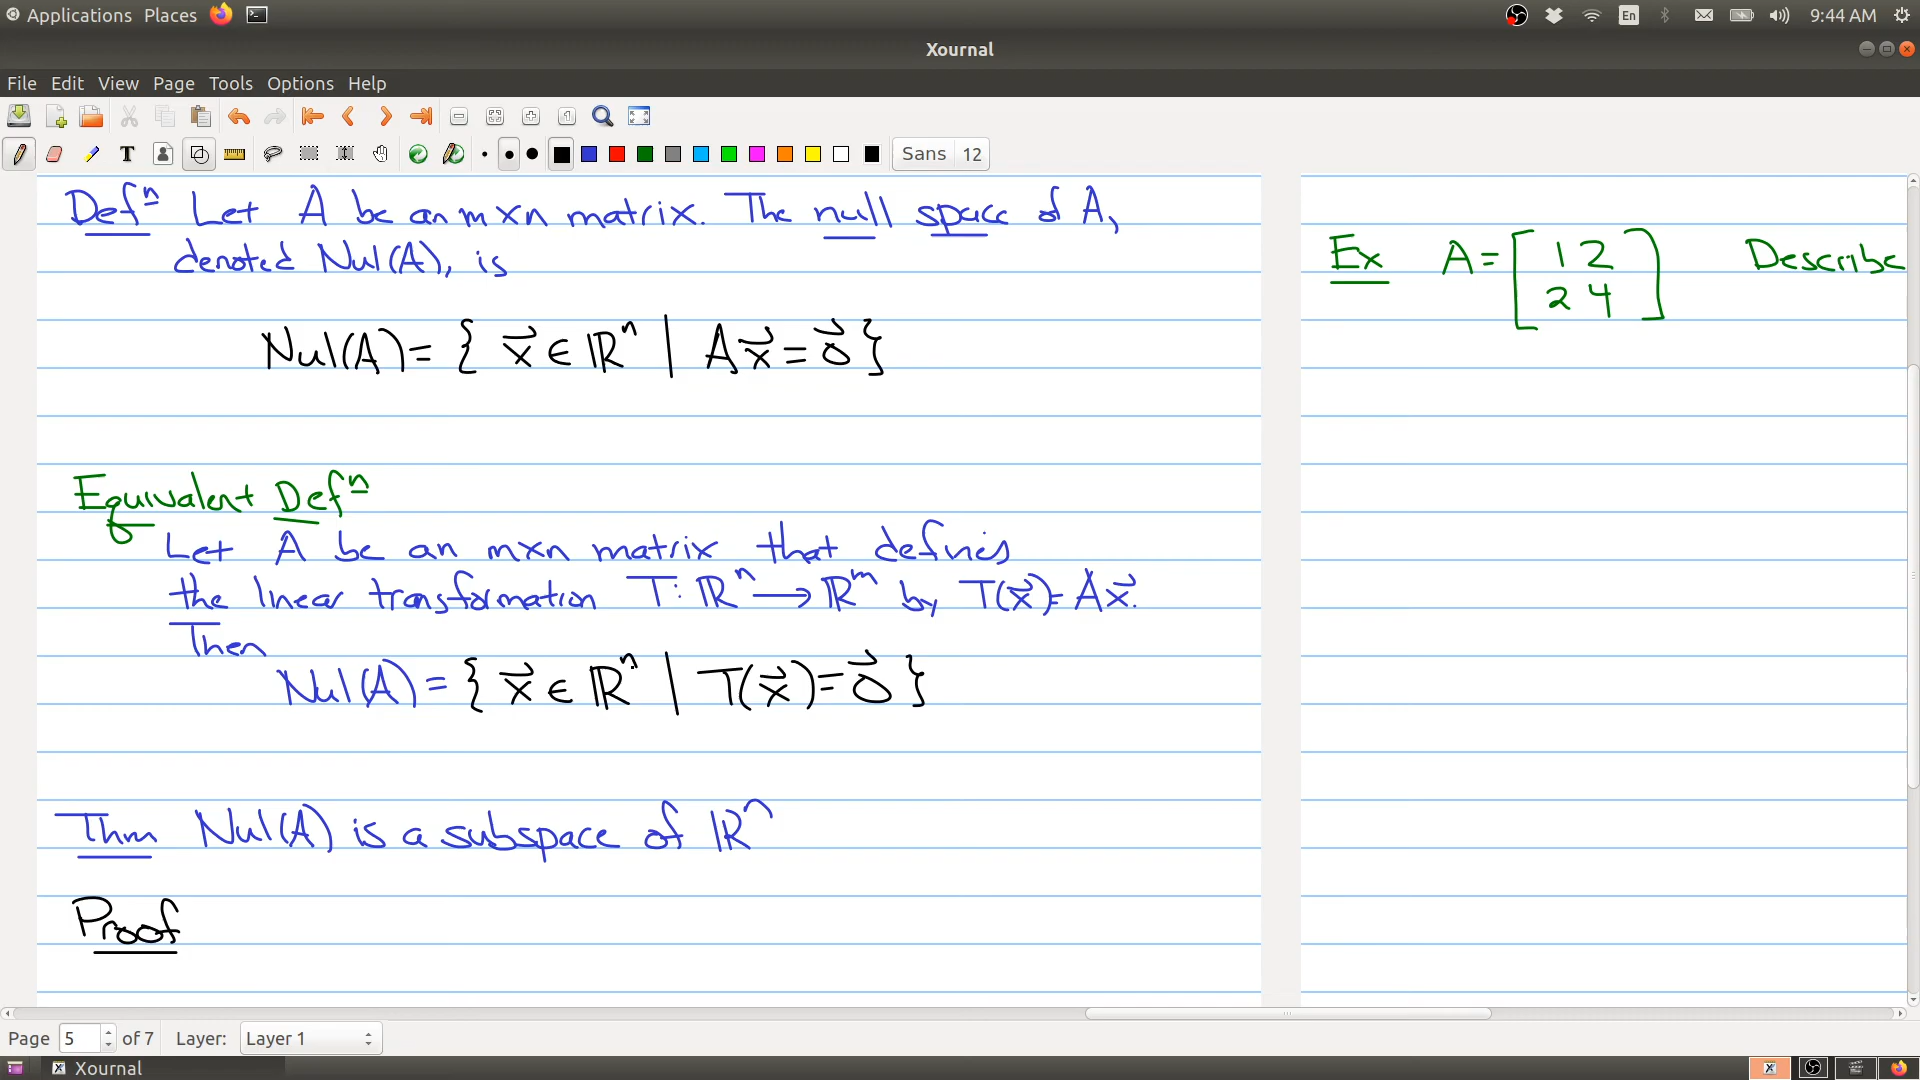 Applications Places En 9:44 AM
Xournal
File Edit View Page Tools Options Help
T Sans 12
Defⁿ Let A be an mxn matrix. The null space of A,
denoted Nul(A), is
Nul(A) = { x⃗ ∈ ℝⁿ | Ax⃗ = 0⃗ }
Equivalent Defⁿ
Let A be an mxn matrix that defines
the linear transformation T: ℝⁿ → ℝᵐ by T(x⃗) = Ax⃗.
Then
Nul(A) = { x⃗ ∈ ℝⁿ | T(x⃗) = 0⃗ }
Thm Nul(A) is a subspace of ℝⁿ
Proof
Ex A = [ 1 2 Describe
2 4 ]
Page 5 of 7 Layer: Layer 1
Xournal